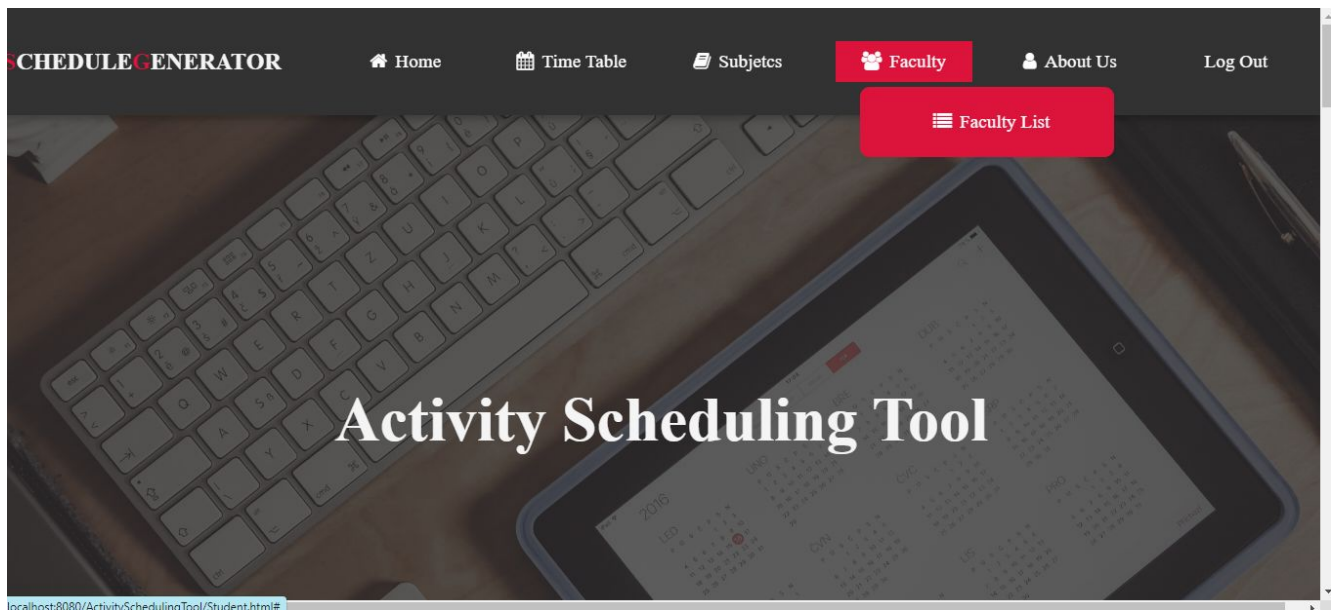 SCHEDULEGENERATOR Home Time Table Subjetcs Faculty About Us Log Out
Faculty List
Activity Scheduling Tool
2016
localhost:8080/ActivitySchedulingTool/Student.html#